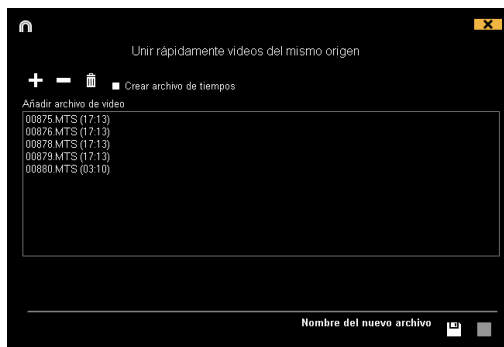 Unir rápidamente videos del mismo origen
Crear archivo de tiempos
Añadir archivo de video
00875.MTS (17:13)
00876.MTS (17:13)
00878.MTS (17:13)
00879.MTS (17:13)
00880.MTS (03:10)
Nombre del nuevo archivo